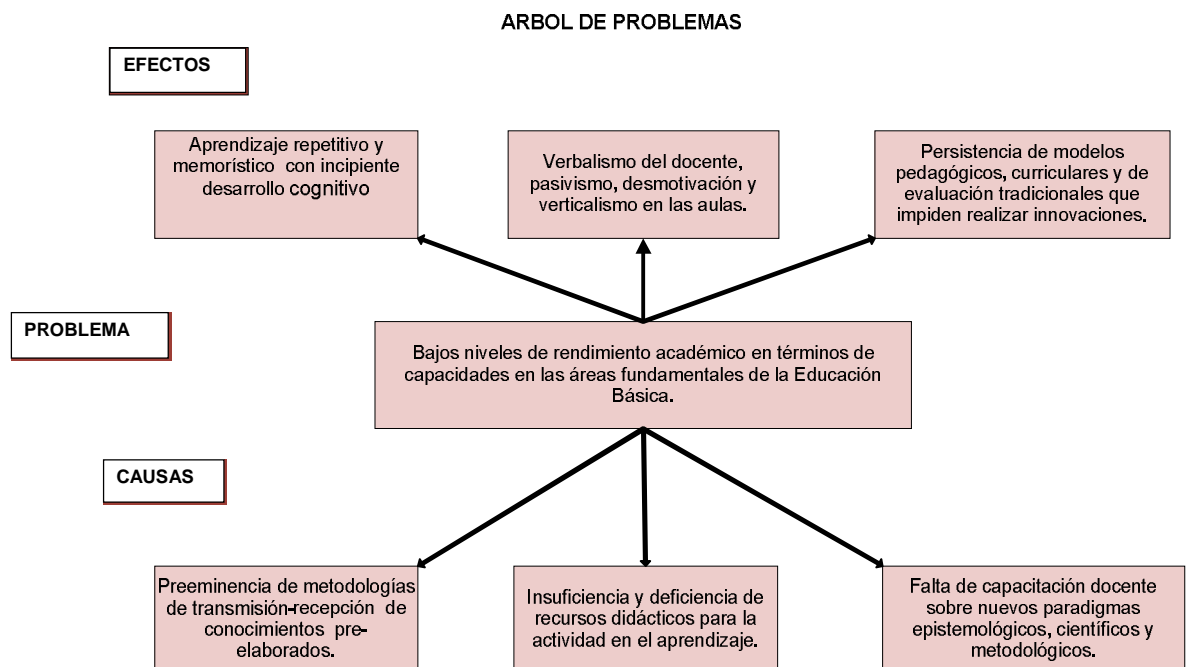 ARBOL DE PROBLEMAS
EFECTOS
Aprendizaje repetitivo y
memorístico con incipiente
desarrollo cognitivo
Verbalismo del docente,
pasivismo, desmotivación y
verticalismo en las aulas.
Persistencia de modelos
pedagógicos, curriculares y de
evaluación tradicionales que
impiden realizar innovaciones.
PROBLEMA
Bajos niveles de rendimiento académico en términos de
capacidades en las áreas fundamentales de la Educación
Básica.
CAUSAS
Preeminencia de metodologías
de transmisión-recepción de
conocimientos pre-
elaborados.
Insuficiencia y deficiencia de
recursos didácticos para la
actividad en el aprendizaje.
Falta de capacitación docente
sobre nuevos paradigmas
epistemológicos, científicos y
metodológicos.